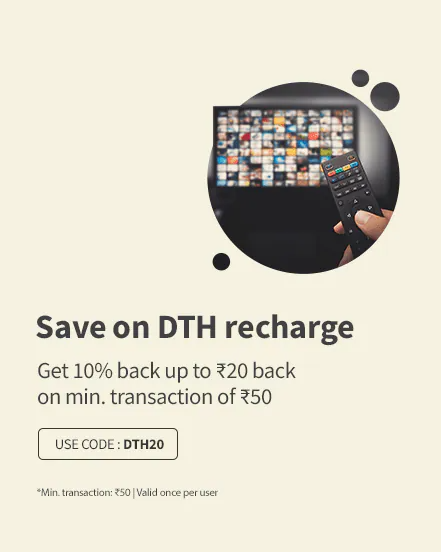 Save on DTH recharge
Get 10% back up to ₹20 back
on min. transaction of ₹50
USE CODE : DTH20
*Min. transaction: ₹50 | Valid once per user